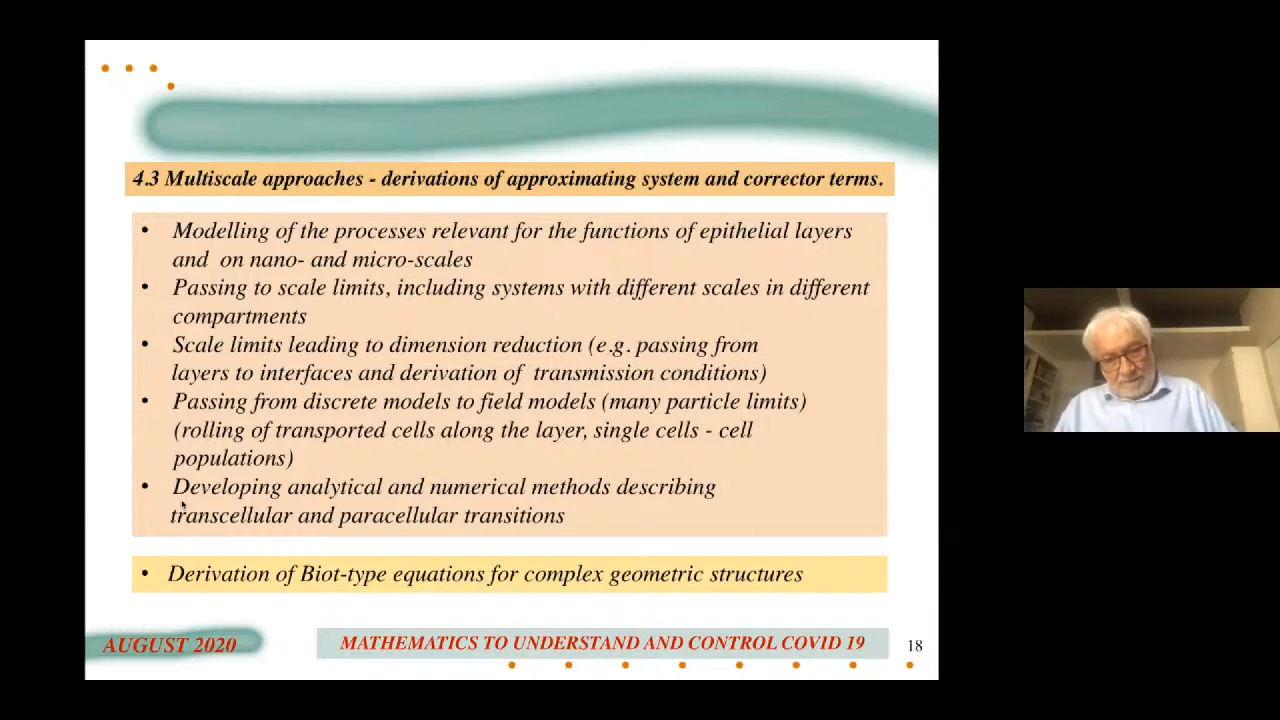 4.3 Multiscale approaches - derivations of approximating system and corrector terms.
• Modelling of the processes relevant for the functions of epithelial layers
and on nano- and micro-scales
• Passing to scale limits, including systems with different scales in different
compartments
• Scale limits leading to dimension reduction (e.g. passing from
layers to interfaces and derivation of transmission conditions)
• Passing from discrete models to field models (many particle limits)
(rolling of transported cells along the layer, single cells - cell
populations)
• Developing analytical and numerical methods describing
transcellular and paracellular transitions
• Derivation of Biot-type equations for complex geometric structures
AUGUST 2020
MATHEMATICS TO UNDERSTAND AND CONTROL COVID 19
18